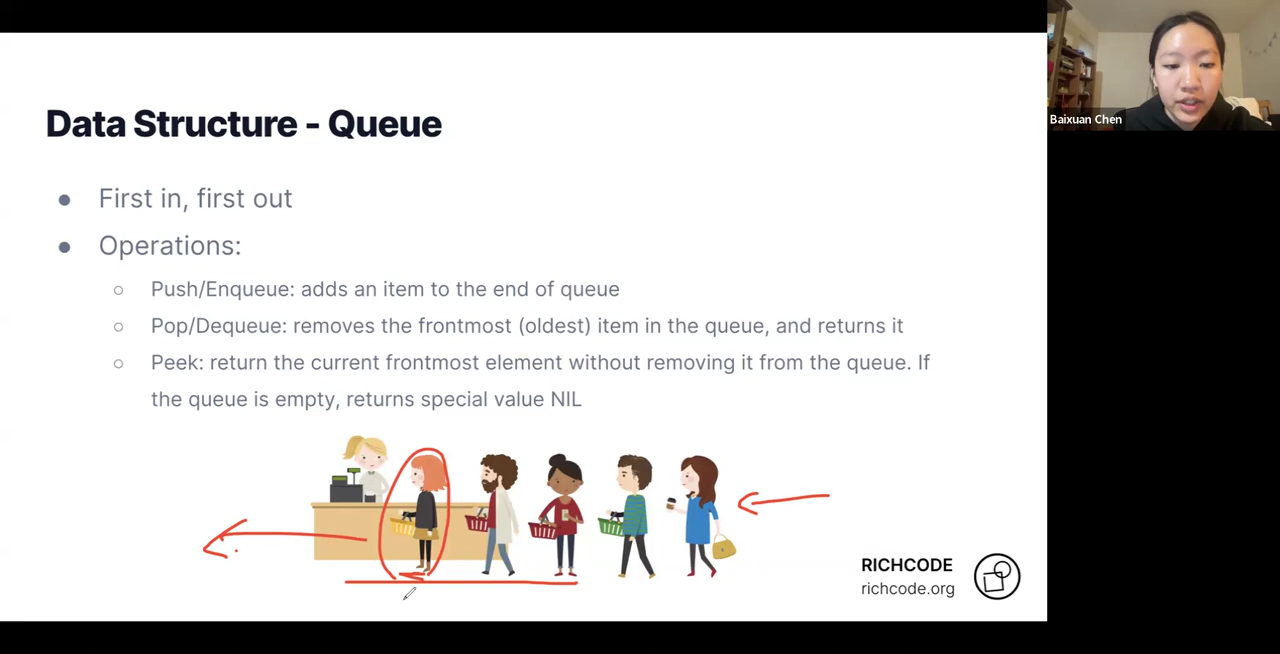 Data Structure - Queue
● First in, first out
● Operations:
○ Push/Enqueue: adds an item to the end of queue
○ Pop/Dequeue: removes the frontmost (oldest) item in the queue, and returns it
○ Peek: return the current frontmost element without removing it from the queue. If
the queue is empty, returns special value NIL
RICHCODE
richcode.org
Baixuan Chen